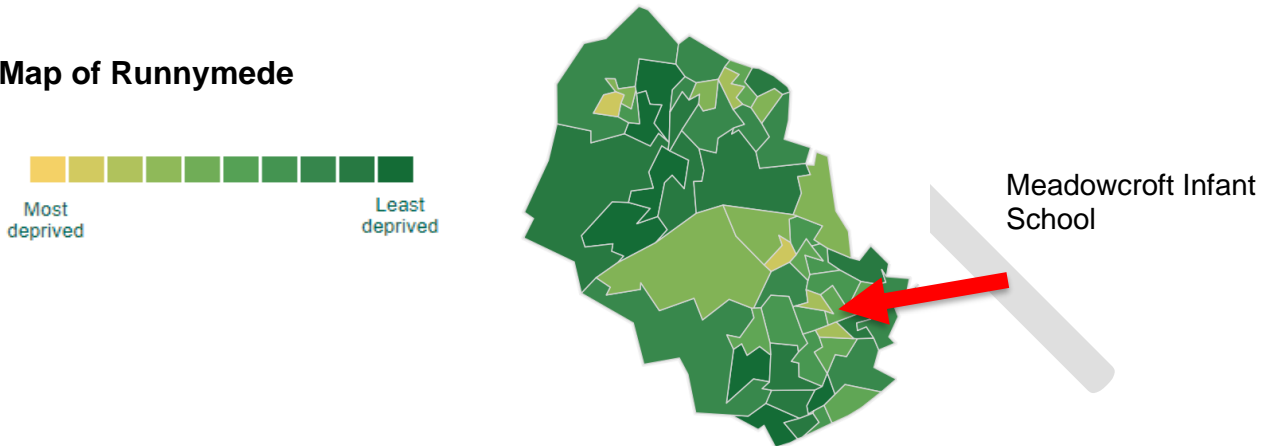 Map of Runnymede
Most
deprived
Least
deprived
Meadowcroft Infant
School